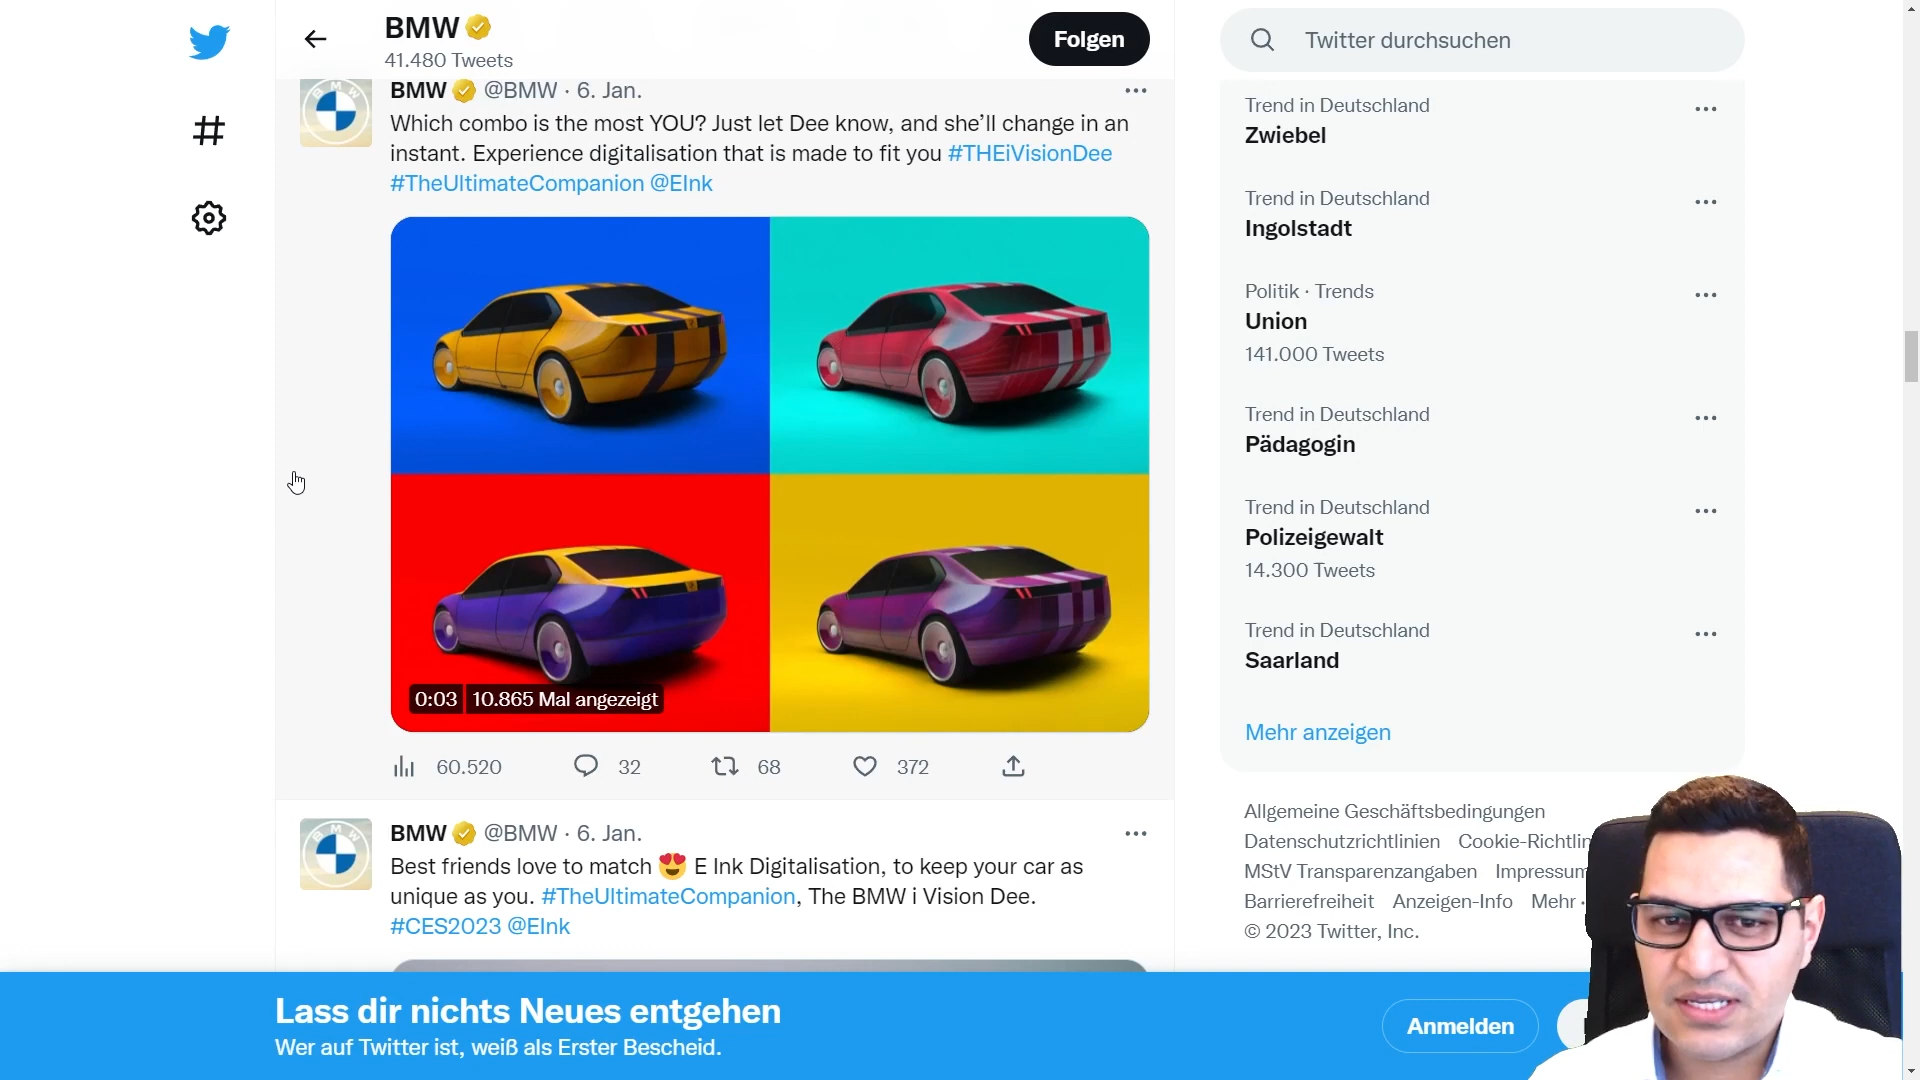 BMW
41.480 Tweets
Folgen
Twitter durchsuchen
BMW @BMW · 6. Jan.
Which combo is the most YOU? Just let Dee know, and she’ll change in an
instant. Experience digitalisation that is made to fit you #THEiVisionDee
#TheUltimateCompanion @EInk
0:03 10.865 Mal angezeigt
60.520 32 68 372
BMW @BMW · 6. Jan.
Best friends love to match 😍 E Ink Digitalisation, to keep your car as
unique as you. #TheUltimateCompanion, The BMW i Vision Dee.
#CES2023 @EInk
Trend in Deutschland
Zwiebel
Trend in Deutschland
Ingolstadt
Politik · Trends
Union
141.000 Tweets
Trend in Deutschland
Pädagogin
Trend in Deutschland
Polizeigewalt
14.300 Tweets
Trend in Deutschland
Saarland
Mehr anzeigen
Allgemeine Geschäftsbedingungen
Datenschutzrichtlinien Cookie-Richtlin
MStV Transparenzangaben Impressum
Barrierefreiheit Anzeigen-Info Mehr ·
© 2023 Twitter, Inc.
Lass dir nichts Neues entgehen
Wer auf Twitter ist, weiß als Erster Bescheid.
Anmelden